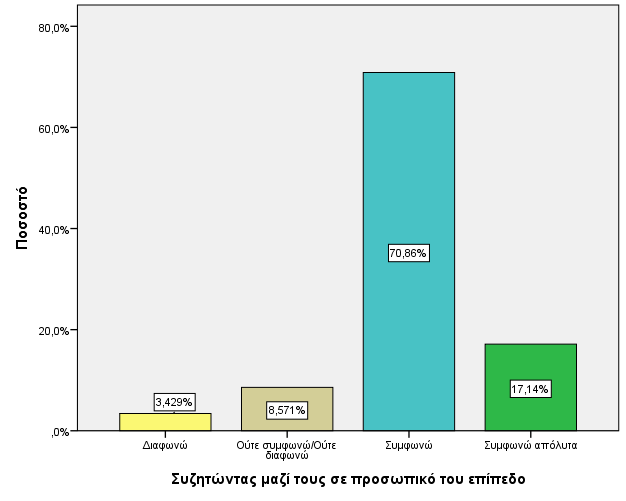 80,0%
60,0%
40,0%
20,0%
,0%
Ποσοστό
3,429%
8,571%
70,86%
17,14%
Διαφωνώ
Ούτε συμφωνώ/Ούτε
διαφωνώ
Συμφωνώ
Συμφωνώ απόλυτα
Συζητώντας μαζί τους σε προσωπικό του επίπεδο